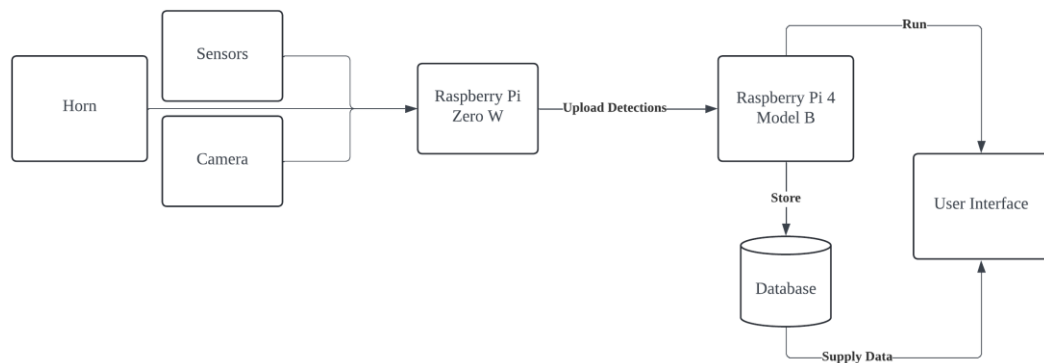 Run
Sensors
Horn
Raspberry Pi
Zero W
Upload Detections
Raspberry Pi 4
Model B
Camera
Store
User Interface
Database
Supply Data